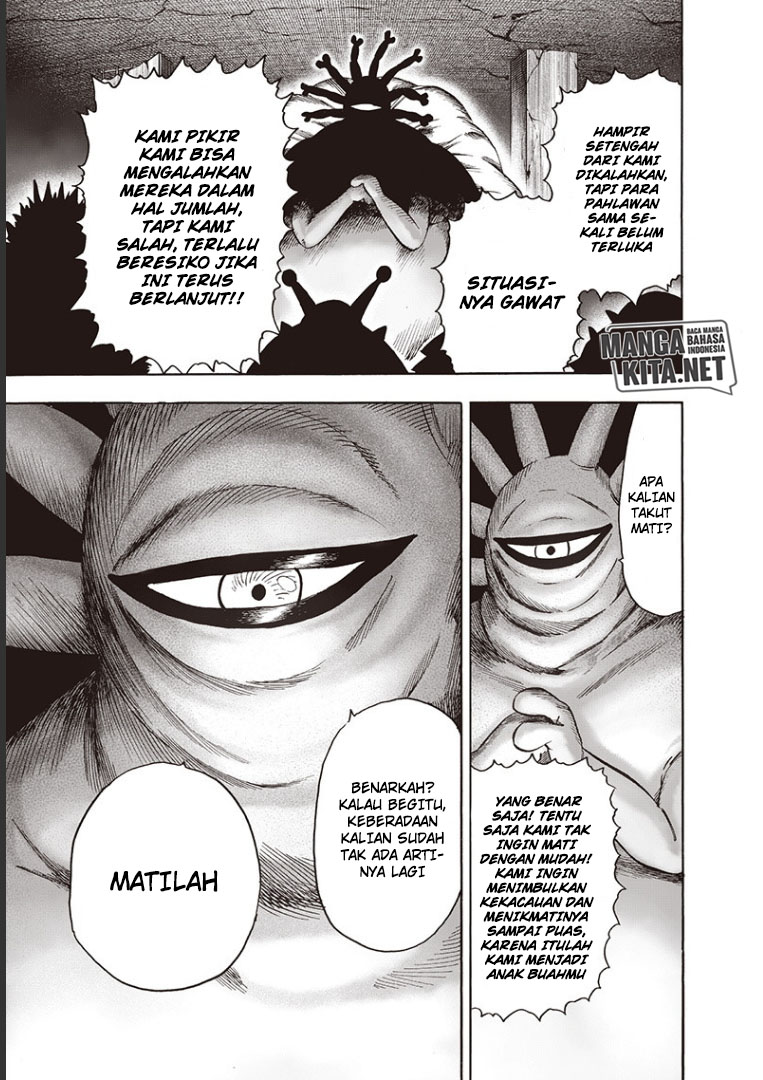 HAMPIR
SETENGAH
DARI KAMI
DIKALAHKAN,
TAPI PARA
PAHLAWAN
SAMA SE-
KALI BELUM
TERLUKA
SITUASI-
NYA GAWAT
KAMI PIKIR
KAMI BISA
MENGALAHKAN
MEREKA DALAM
HAL JUMLAH,
TAPI KAMI
SALAH, TERLALU
BERESIKO JIKA
INI TERUS
BERLANJUT!!
MANGA
KITA.NET
BACA MANGA
BAHASA
INDONESIA
APA
KALIAN
TAKUT
MATI?
YANG BENAR
SAJA! TENTU
SAJA KAMI TAK
INGIN MATI
DENGAN MUDAH!
KAMI INGIN
MENIMBULKAN
KEKACAUAN DAN
MENIKMATINYA
SAMPAI PUAS,
KARENA ITULAH
KAMI MENJADI
ANAK BUAHMU
BENARKAH?
KALAU BEGITU,
KEBERADAAN
KALIAN SUDAH
TAK ADA ARTI-
NYA LAGI
MATILAH